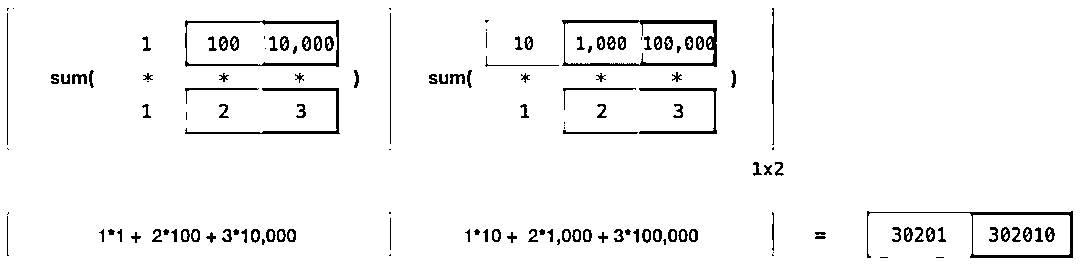 1 100 10,000 10 1,000 100,000
sum( * * * ) sum( * * * )
1 2 3 1 2 3
1x2
1*1 + 2*100 + 3*10,000 1*10 + 2*1,000 + 3*100,000 = 30201 302010